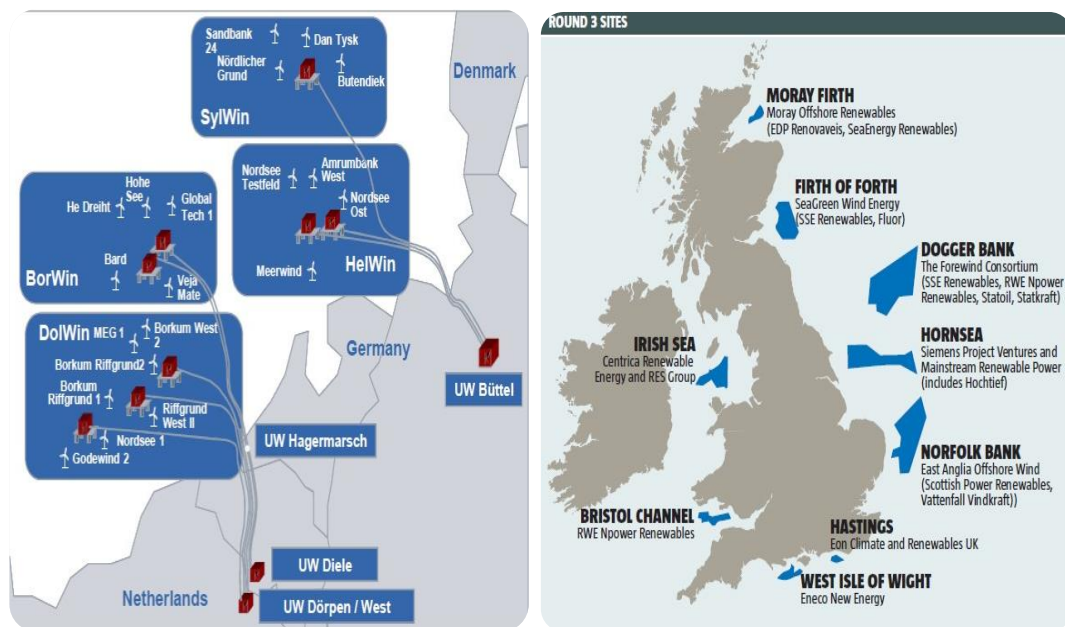 Sandbank
24
Dan Tysk
Nördlicher
Grund
Butendiek
SylWin
Denmark
Nordsee
Testfeld
Amrumbank
West
Nordsee
Ost
Meerwind
HelWin
Hohe
See
He Dreiht
Global
Tech 1
Bard
Veja
Mate
BorWin
DolWin
MEG 1
Borkum West
2
Borkum Riffgrund2
Borkum
Riffgrund 1
Riffgrund
West II
Nordsee 1
Godewind 2
Germany
UW Büttel
UW Hagermarsch
UW Diele
UW Dörpen / West
Netherlands
ROUND 3 SITES
MORAY FIRTH
Moray Offshore Renewables
(EDP Renovaveis, SeaEnergy Renewables)
FIRTH OF FORTH
SeaGreen Wind Energy
(SSE Renewables, Fluor)
DOGGER BANK
The Forewind Consortium
(SSE Renewables, RWE Npower
Renewables, Statoil, Statkraft)
HORNSEA
Siemens Project Ventures and
Mainstream Renewable Power
(includes Hochtief)
IRISH SEA
Centrica Renewable
Energy and RES Group
NORFOLK BANK
East Anglia Offshore Wind
(Scottish Power Renewables,
Vattenfall Vindkraft))
BRISTOL CHANNEL
RWE Npower Renewables
HASTINGS
Eon Climate and Renewables UK
WEST ISLE OF WIGHT
Eneco New Energy